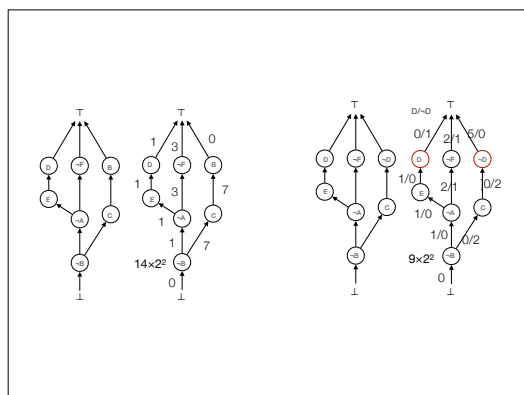 ⊤ ⊤
D ¬F B
E
¬A C
¬B
⊥
1 3 0
D ¬F B
1 3 7
E
1 ¬A C
1 7
14×2² ¬B
0
⊥
⊤ D/¬D ⊤
D ¬F ¬D
E
¬A C
¬B
⊥
0/1 2/1 5/0
D ¬F ¬D
1/0 2/1 0/2
E
1/0 ¬A C
1/0 0/2
9×2² ¬B
0
⊥